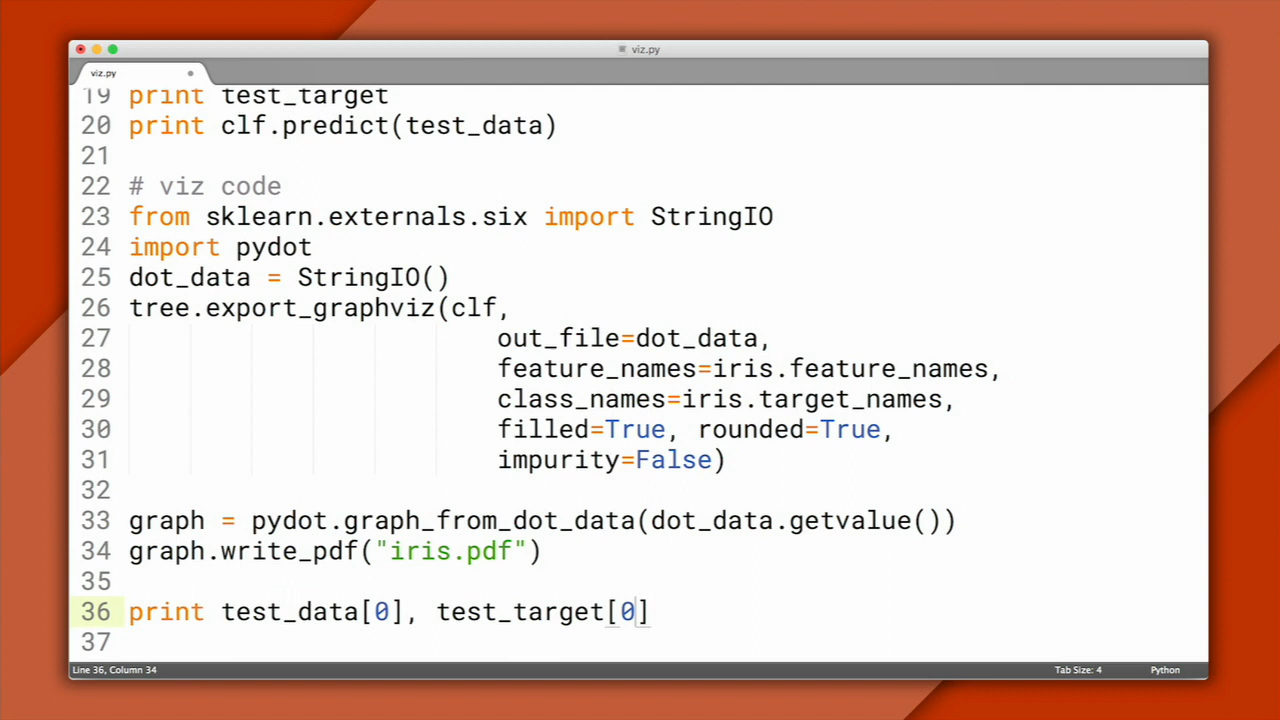 viz.py
viz.py
19 print test_target
20 print clf.predict(test_data)
21
22 # viz code
23 from sklearn.externals.six import StringIO
24 import pydot
25 dot_data = StringIO()
26 tree.export_graphviz(clf,
27 out_file=dot_data,
28 feature_names=iris.feature_names,
29 class_names=iris.target_names,
30 filled=True, rounded=True,
31 impurity=False)
32
33 graph = pydot.graph_from_dot_data(dot_data.getvalue())
34 graph.write_pdf("iris.pdf")
35
36 print test_data[0], test_target[0]
37
Line 36, Column 34 Tab Size: 4 Python